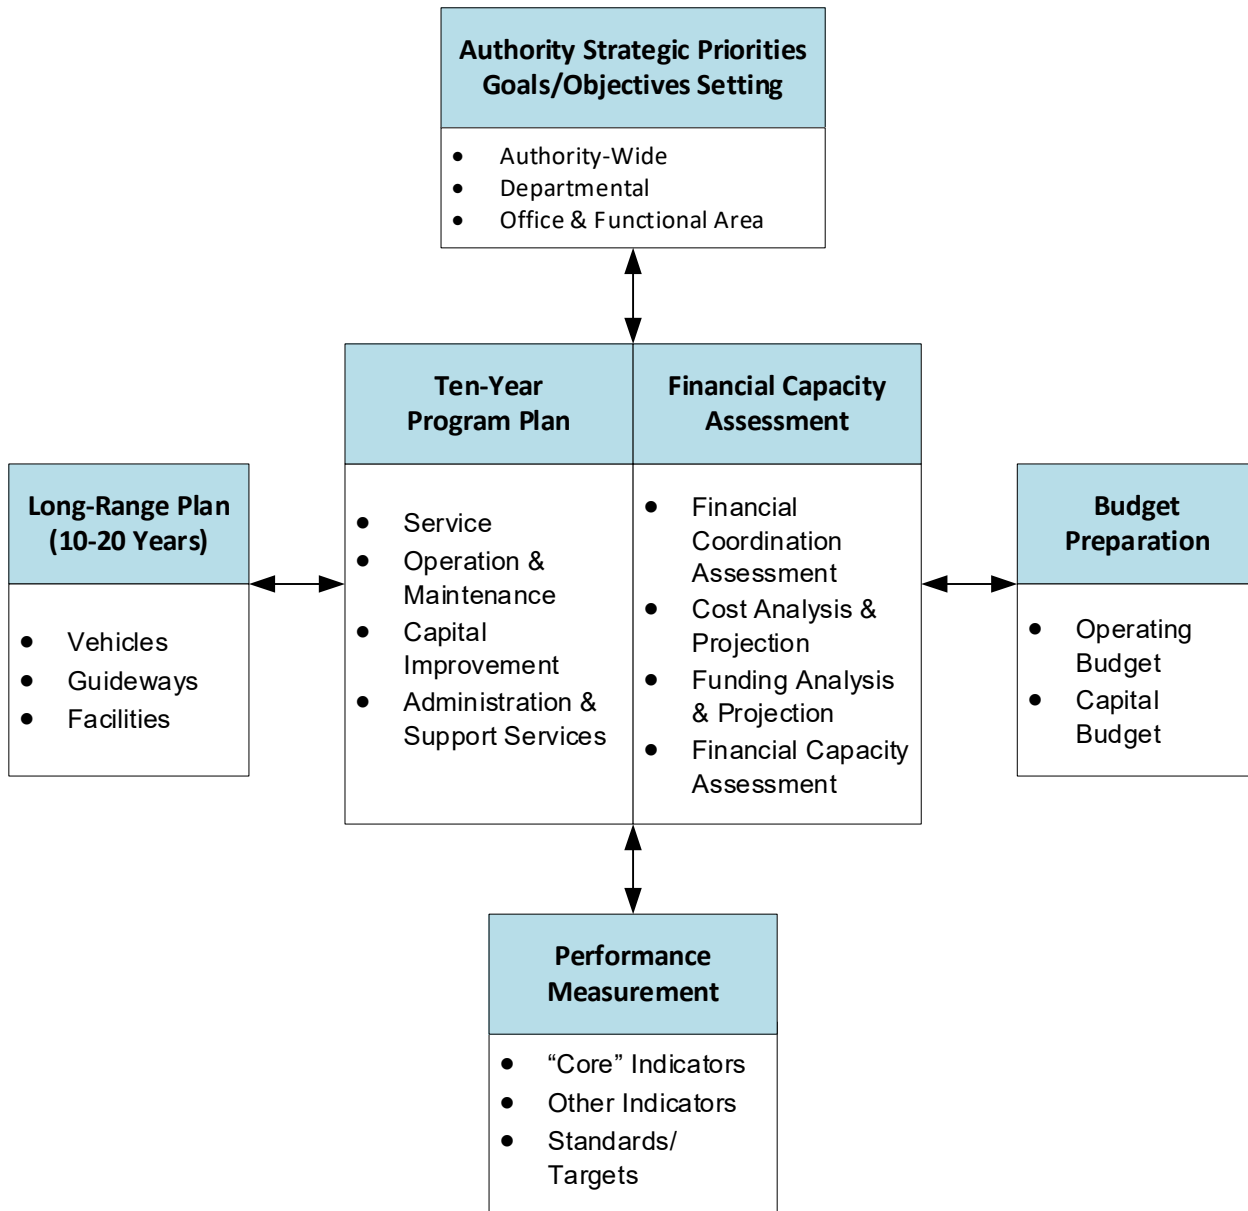 Authority Strategic Priorities
Goals/Objectives Setting
• Authority-Wide
• Departmental
• Office & Functional Area
Ten-Year
Program Plan
• Service
• Operation &
Maintenance
• Capital
Improvement
• Administration &
Support Services
Financial Capacity
Assessment
• Financial
Coordination
Assessment
• Cost Analysis &
Projection
• Funding Analysis
& Projection
• Financial Capacity
Assessment
Long-Range Plan
(10-20 Years)
• Vehicles
• Guideways
• Facilities
Budget
Preparation
• Operating
Budget
• Capital
Budget
Performance
Measurement
• “Core” Indicators
• Other Indicators
• Standards/
Targets